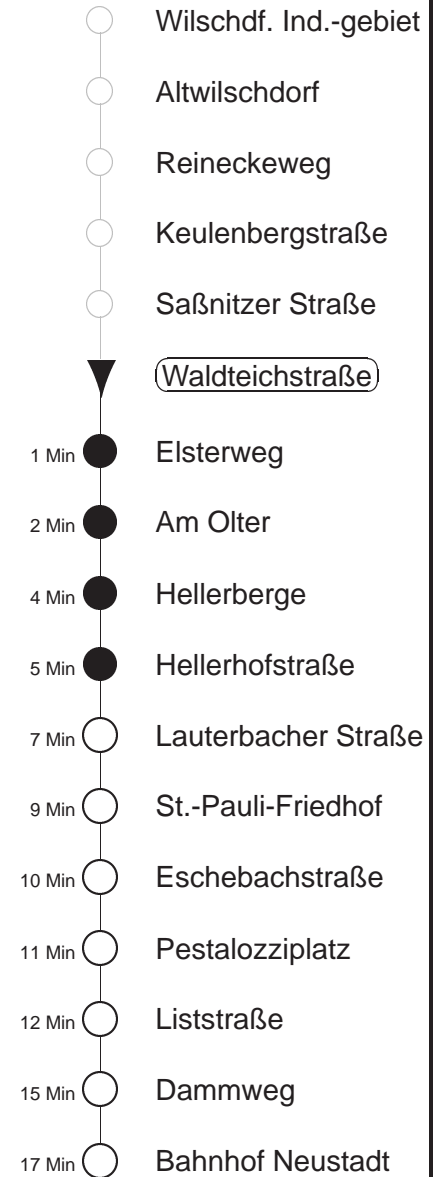 Wilschdf. Ind.-gebiet
Altwilschdorf
Reineckeweg
Keulenbergstraße
Saßnitzer Straße
Waldteichstraße
1 Min Elsterweg
2 Min Am Olter
4 Min Hellerberge
5 Min Hellerhofstraße
7 Min Lauterbacher Straße
9 Min St.-Pauli-Friedhof
10 Min Eschebachstraße
11 Min Pestalozziplatz
12 Min Liststraße
15 Min Dammweg
17 Min Bahnhof Neustadt